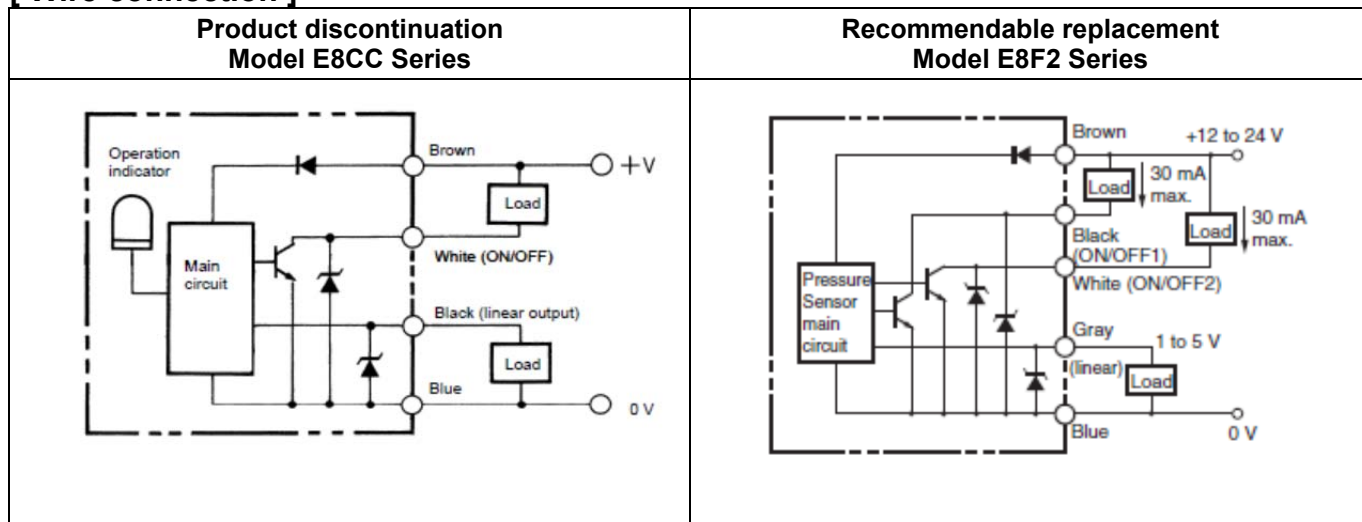 [ Wire connection ]
Product discontinuation
Model E8CC Series
Recommendable replacement
Model E8F2 Series
Operation
indicator
Main
circuit
Brown
+V
Load
White (ON/OFF)
Black (linear output)
Load
Blue
0 V
Pressure
Sensor
main
circuit
Brown
+12 to 24 V
Load
30 mA
max.
Black
(ON/OFF1)
Load
30 mA
max.
White (ON/OFF2)
Gray
(linear)
1 to 5 V
Load
Blue
0 V